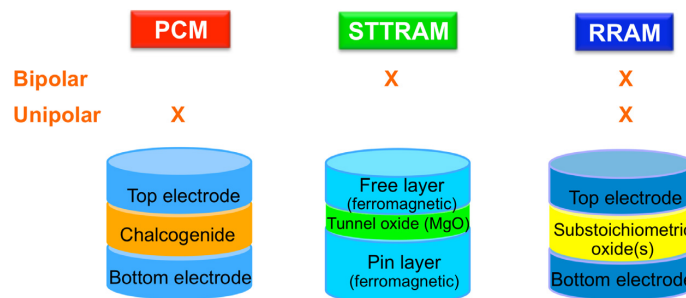 PCM STTRAM RRAM
Bipolar X X
Unipolar X X
Top electrode
Chalcogenide
Bottom electrode
Free layer
(ferromagnetic)
Tunnel oxide (MgO)
Pin layer
(ferromagnetic)
Top electrode
Substoichiometric
oxide(s)
Bottom electrode